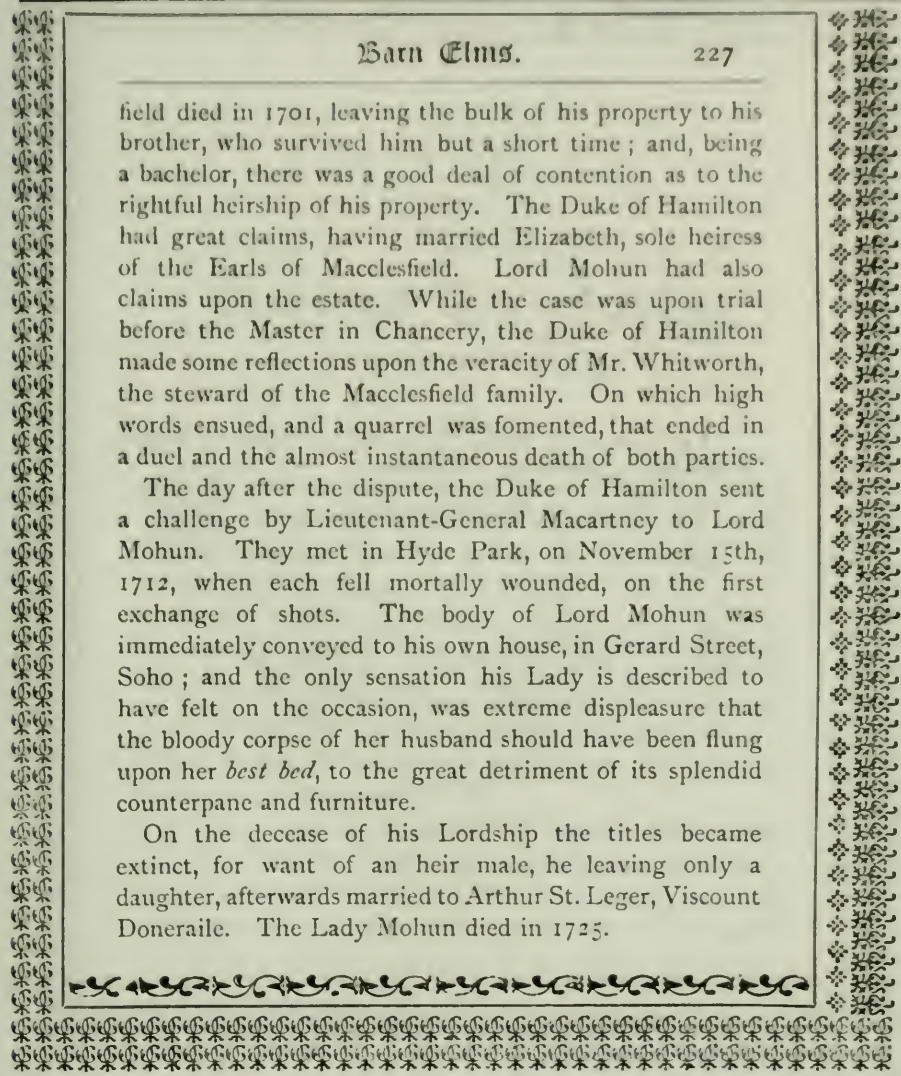 Barn Elms. 227
field died in 1701, leaving the bulk of his property to his
brother, who survived him but a short time ; and, being
a bachelor, there was a good deal of contention as to the
rightful heirship of his property. The Duke of Hamilton
had great claims, having married Elizabeth, sole heiress
of the Earls of Macclesfield. Lord Mohun had also
claims upon the estate. While the case was upon trial
before the Master in Chancery, the Duke of Hamilton
made some reflections upon the veracity of Mr. Whitworth,
the steward of the Macclesfield family. On which high
words ensued, and a quarrel was fomented, that ended in
a duel and the almost instantaneous death of both parties.
The day after the dispute, the Duke of Hamilton sent
a challenge by Lieutenant-General Macartney to Lord
Mohun. They met in Hyde Park, on November 15th,
1712, when each fell mortally wounded, on the first
exchange of shots. The body of Lord Mohun was
immediately conveyed to his own house, in Gerard Street,
Soho ; and the only sensation his Lady is described to
have felt on the occasion, was extreme displeasure that
the bloody corpse of her husband should have been flung
upon her best bed, to the great detriment of its splendid
counterpane and furniture.
On the decease of his Lordship the titles became
extinct, for want of an heir male, he leaving only a
daughter, afterwards married to Arthur St. Leger, Viscount
Doneraile. The Lady Mohun died in 1725.